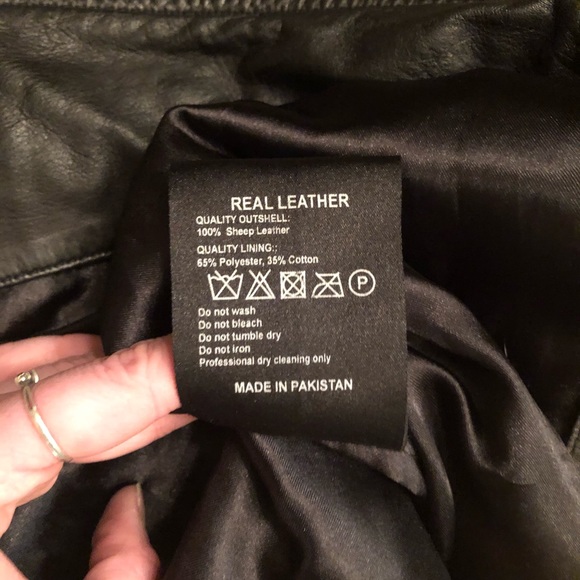 REAL LEATHER
QUALITY OUTSHELL:
100% Sheep Leather
QUALITY LINING::
65% Polyester, 35% Cotton
P
Do not wash
Do not bleach
Do not tumble dry
Do not iron
Professional dry cleaning only
MADE IN PAKISTAN